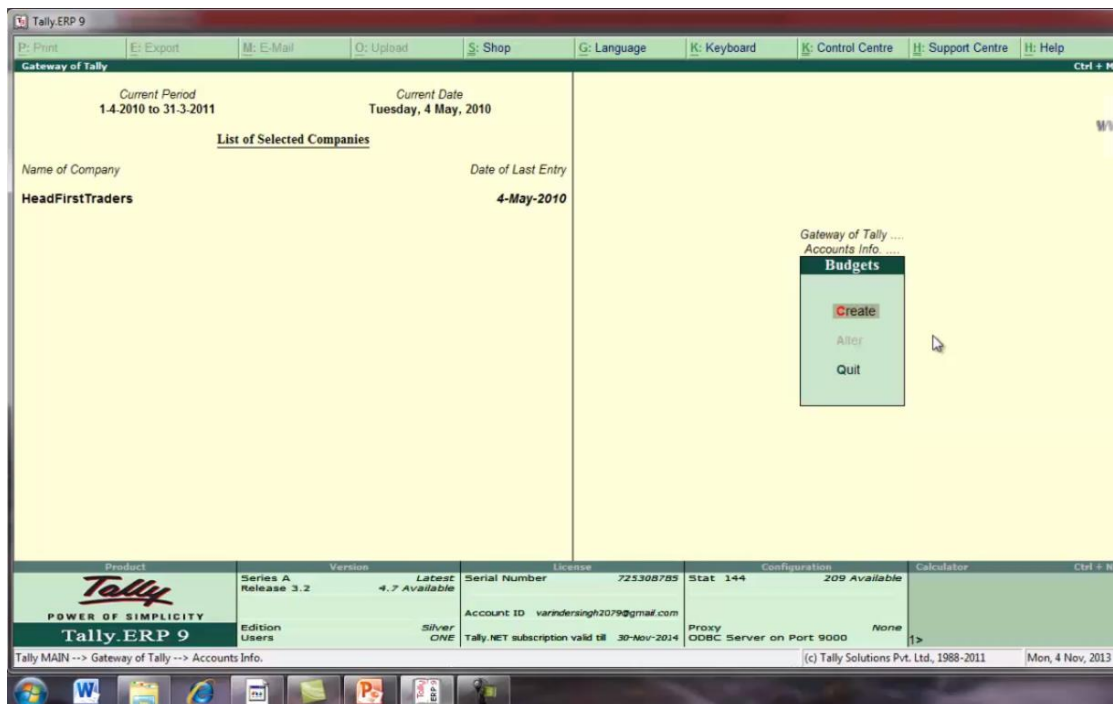 Tally.ERP 9
P: Print E: Export M: E-Mail O: Upload S: Shop G: Language K: Keyboard K: Control Centre H: Support Centre H: Help
Gateway of Tally Ctrl + M
Current Period Current Date
1-4-2010 to 31-3-2011 Tuesday, 4 May, 2010
List of Selected Companies
Name of Company Date of Last Entry
HeadFirstTraders 4-May-2010
Gateway of Tally ....
Accounts Info. ....
Budgets
Create
Alter
Quit
Product Version License Configuration Calculator Ctrl + N
Tally
POWER OF SIMPLICITY
Tally.ERP 9
Series A Latest
Release 3.2 4.7 Available
Edition Silver
Users ONE
Serial Number 725308785
Account ID varindersingh2079@gmail.com
Tally.NET subscription valid till 30-Nov-2014
Stat 144 209 Available
Proxy None
ODBC Server on Port 9000
1>
Tally MAIN --> Gateway of Tally --> Accounts Info. (c) Tally Solutions Pvt. Ltd., 1988-2011 Mon, 4 Nov, 2013